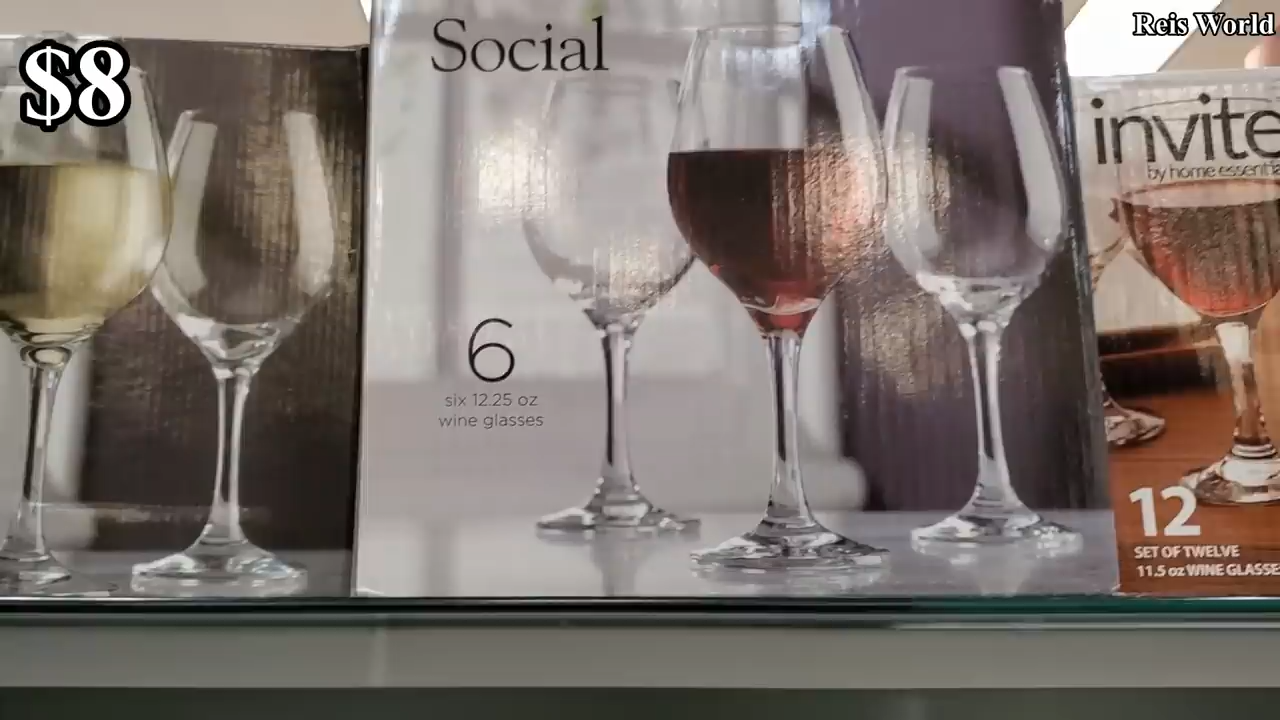 $8
Reis World
Social
6
six 12.25 oz
wine glasses
invite
by home essentia
12
SET OF TWELVE
11.5 oz WINE GLASSE